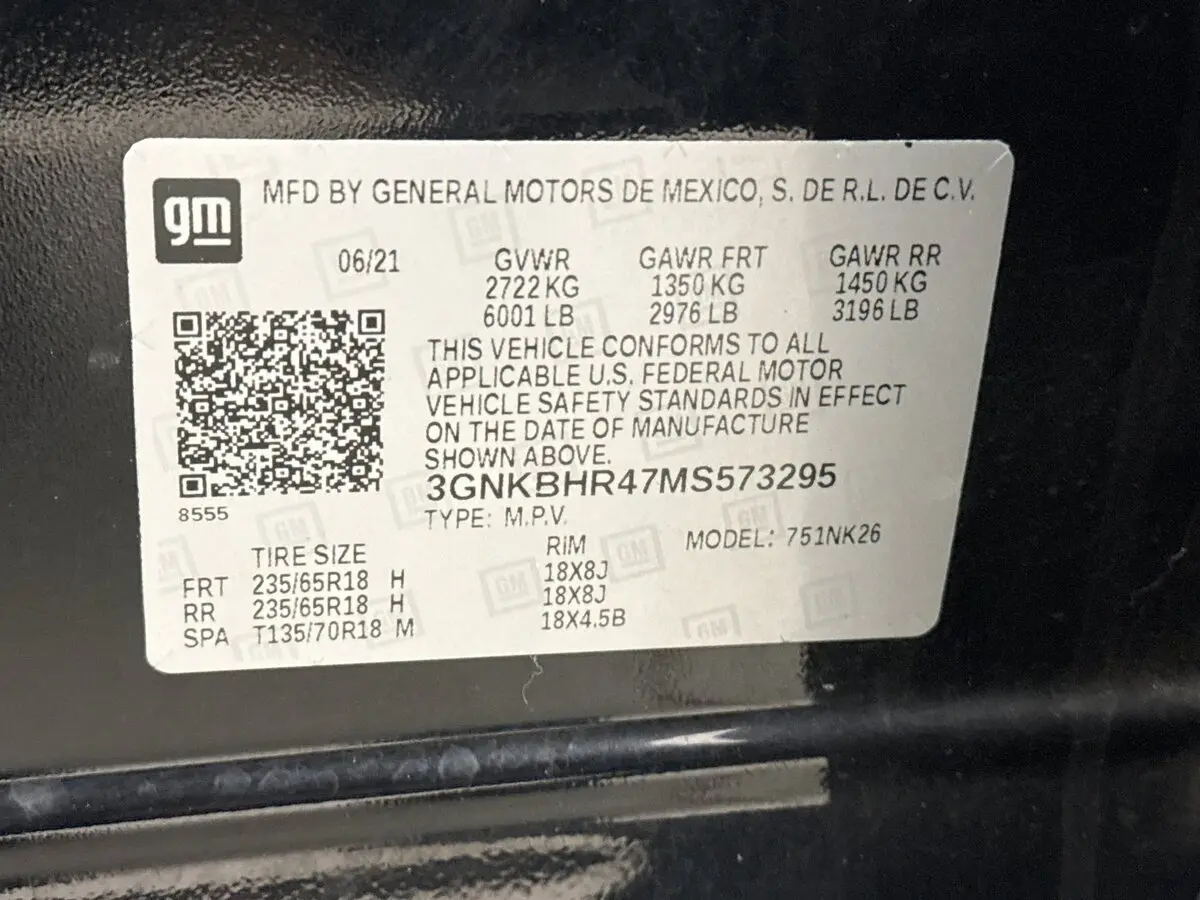 gm
MFD BY GENERAL MOTORS DE MEXICO, S. DE R.L. DE C.V.
06/21 GVWR GAWR FRT GAWR RR
2722 KG 1350 KG 1450 KG
6001 LB 2976 LB 3196 LB
THIS VEHICLE CONFORMS TO ALL
APPLICABLE U.S. FEDERAL MOTOR
VEHICLE SAFETY STANDARDS IN EFFECT
ON THE DATE OF MANUFACTURE
SHOWN ABOVE.
3GNKBHR47MS573295
8555
TYPE: M.P.V.
TIRE SIZE RIM MODEL: 751NK26
FRT 235/65R18 H 18X8J
RR 235/65R18 H 18X8J
SPA T135/70R18 M 18X4.5B